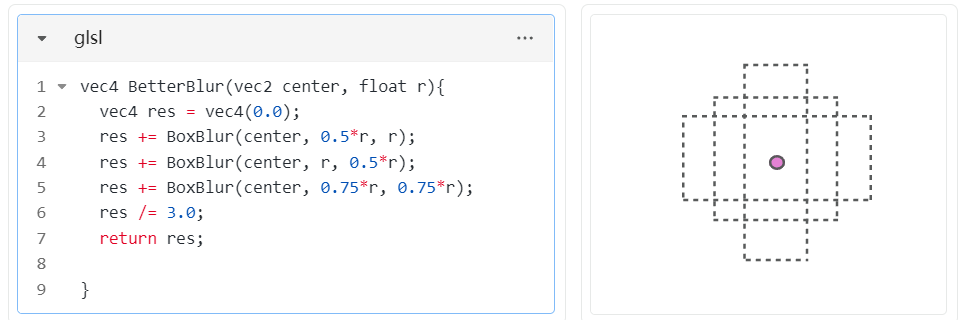 glsl
...
1 vec4 BetterBlur(vec2 center, float r){
2 vec4 res = vec4(0.0);
3 res += BoxBlur(center, 0.5*r, r);
4 res += BoxBlur(center, r, 0.5*r);
5 res += BoxBlur(center, 0.75*r, 0.75*r);
6 res /= 3.0;
7 return res;
8
9 }